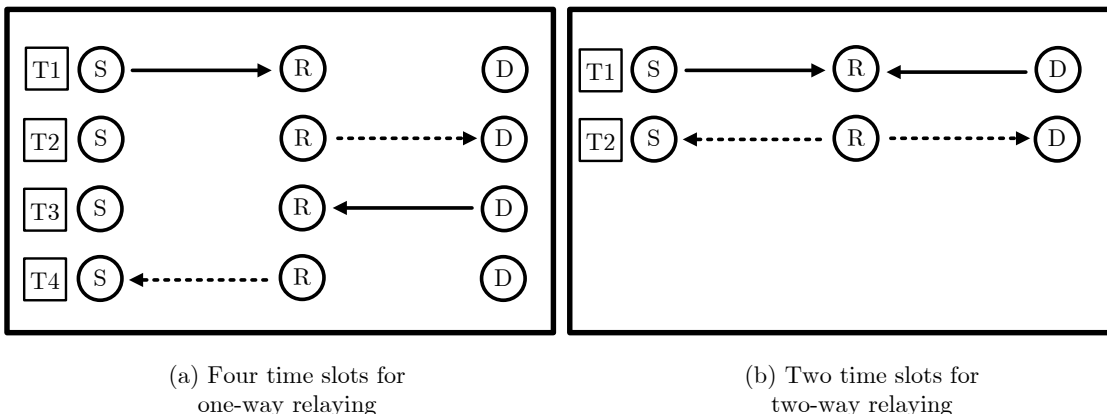 T1 S R D
T2 S R D
T3 S R D
T4 S R D
T1 S R D
T2 S R D
(a) Four time slots for
one-way relaying
(b) Two time slots for
two-way relaying